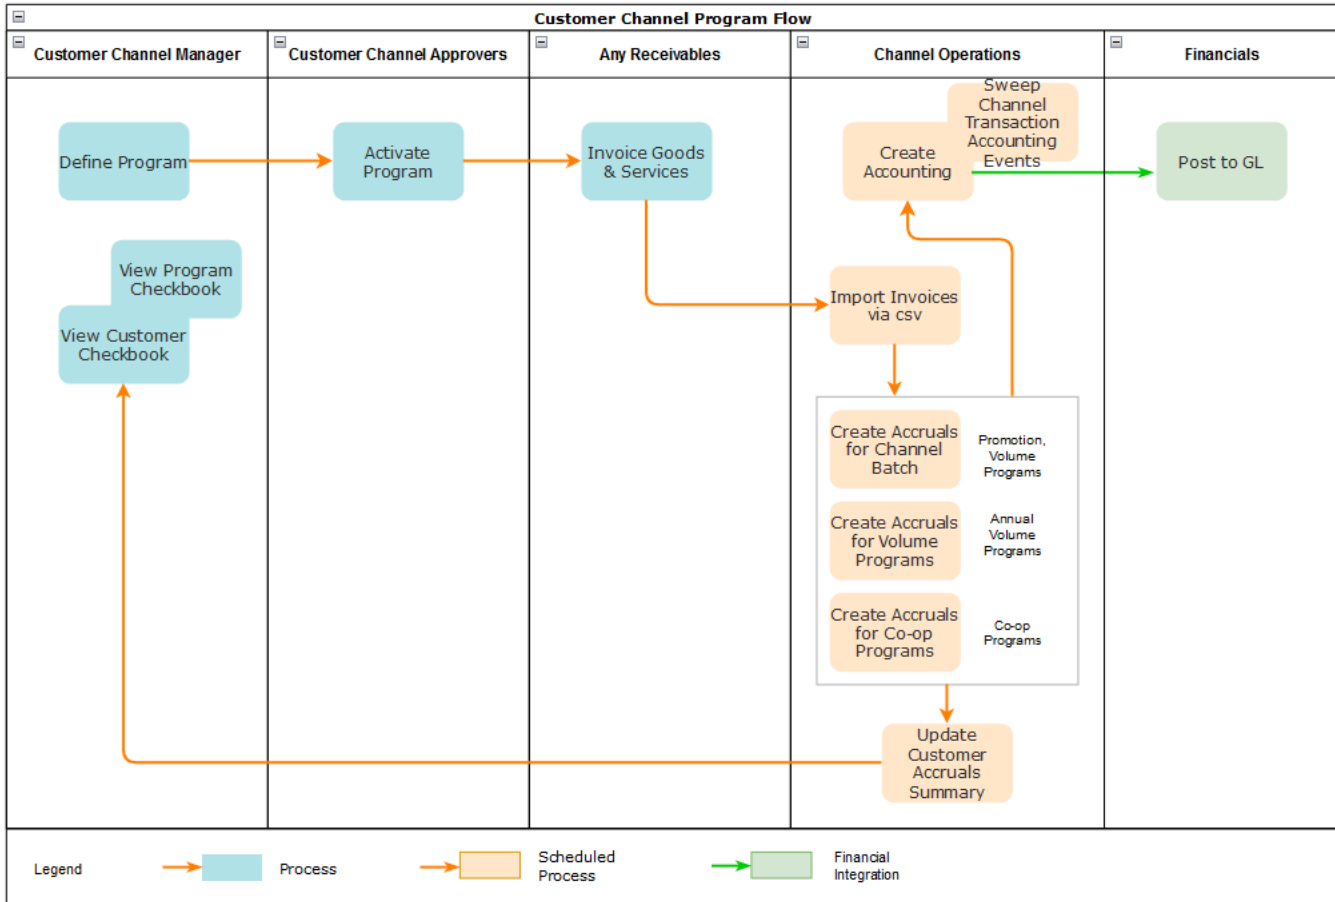 Customer Channel Program Flow
Customer Channel Manager
Customer Channel Approvers
Any Receivables
Channel Operations
Financials
Define Program
Activate
Program
Invoice Goods
& Services
Create
Accounting
Sweep
Channel
Transaction
Accounting
Events
Post to GL
View Program
Checkbook
View Customer
Checkbook
Import Invoices
via csv
Create Accruals
for Channel
Batch
Promotion,
Volume
Programs
Create Accruals
for Volume
Programs
Annual
Volume
Programs
Create Accruals
for Co-op
Programs
Co-op
Programs
Update
Customer
Accruals
Summary
Legend
Process
Scheduled
Process
Financial
Integration